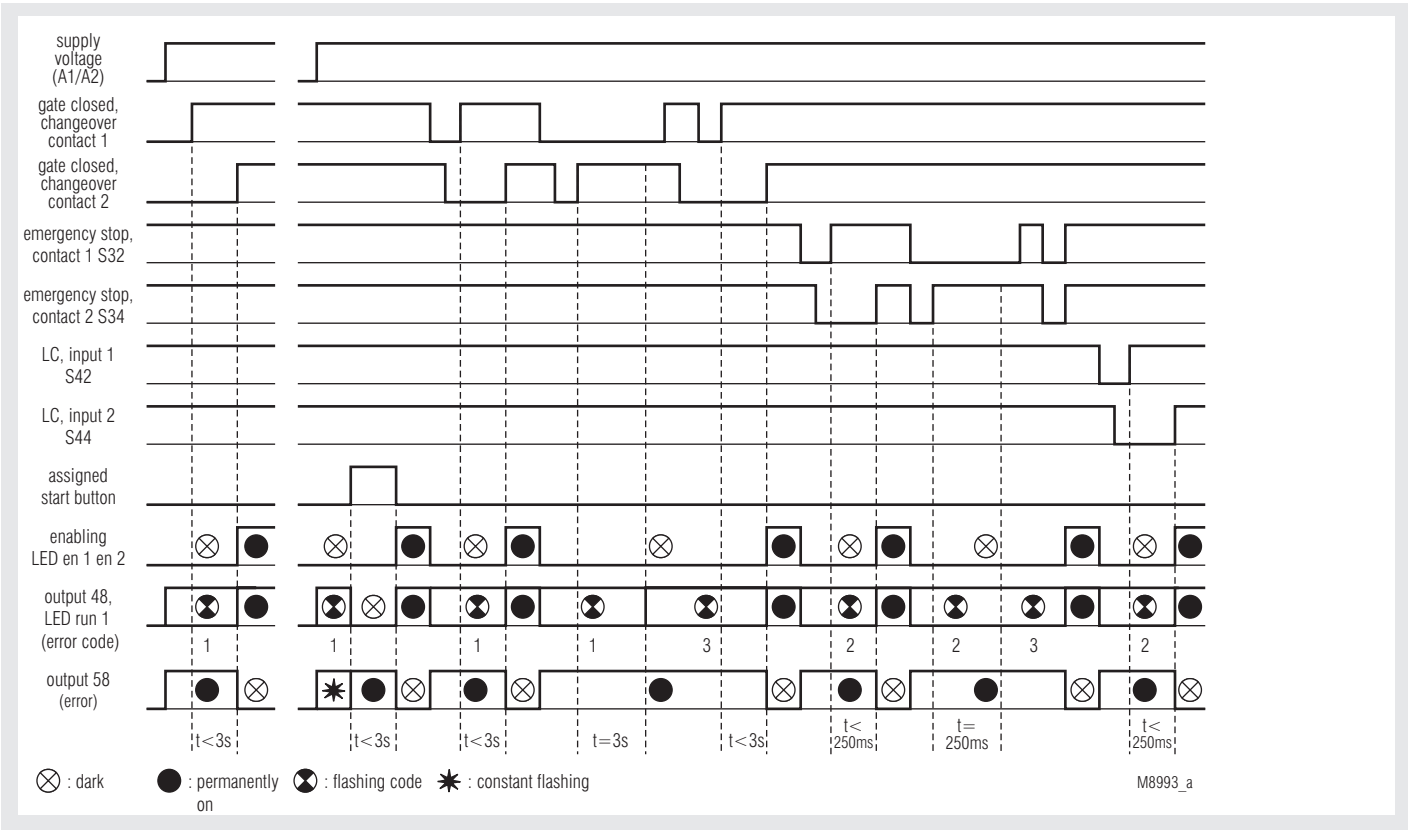 supply
voltage
(A1/A2)
gate closed,
changeover
contact 1
gate closed,
changeover
contact 2
emergency stop,
contact 1 S32
emergency stop,
contact 2 S34
LC, input 1
S42
LC, input 2
S44
assigned
start button
enabling
LED en 1 en 2
output 48,
LED run 1
(error code)
1 1 1 1 3 2 2 3 2
output 58
(error)
t<3s t<3s t<3s t=3s t<3s
t<
250ms
t=
250ms
t<
250ms
: dark
: permanently
on
: flashing code
: constant flashing
M8993_a